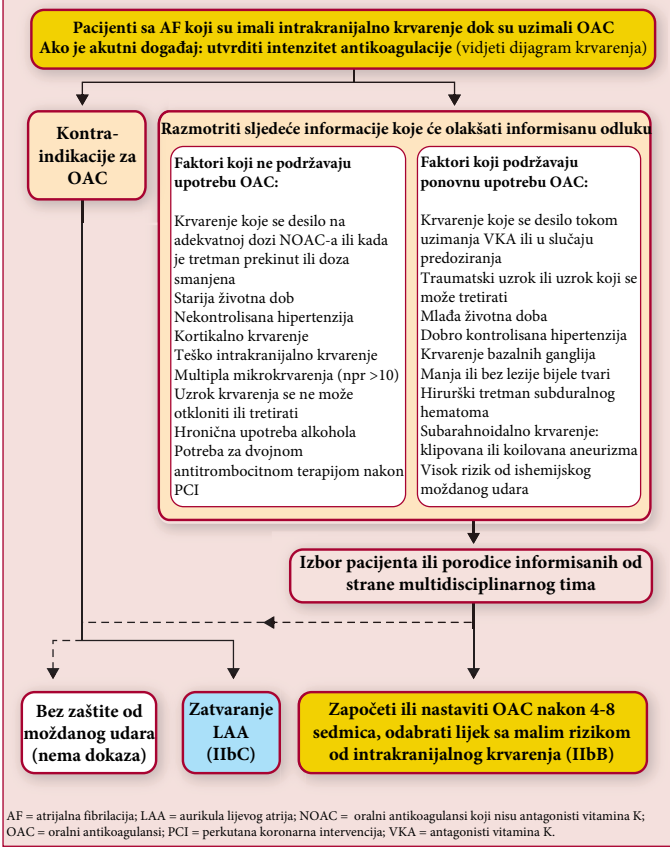 Pacijenti sa AF koji su imali intrakranijalno krvarenje dok su uzimali OAC
Ako je akutni događaj: utvrditi intenzitet antikoagulacije (vidjeti dijagram krvarenja)
Kontra-
indikacije za
OAC
Razmotriti sljedeće informacije koje će olakšati informisanu odluku
Faktori koji ne podržavaju
upotrebu OAC:
Krvarenje koje se desilo na
adekvatnoj dozi NOAC-a ili kada
je tretman prekinut ili doza
smanjena
Starija životna dob
Nekontrolisana hipertenzija
Kortikalno krvarenje
Teško intrakranijalno krvarenje
Multipla mikrokrvarenja (npr >10)
Uzrok krvarenja se ne može
otkloniti ili tretirati
Hronična upotreba alkohola
Potreba za dvojnom
antitrombocitnom terapijom nakon
PCI
Faktori koji podržavaju
ponovnu upotrebu OAC:
Krvarenje koje se desilo tokom
uzimanja VKA ili u slučaju
predoziranja
Traumatski uzrok ili uzrok koji se
može tretirati
Mlađa životna doba
Dobro kontrolisana hipertenzija
Krvarenje bazalnih ganglija
Manja ili bez lezije bijele tvari
Hirurški tretman subduralnog
hematoma
Subarahnoidalno krvarenje:
klipovana ili koilovana aneurizma
Visok rizik od ishemijskog
moždanog udara
Izbor pacijenta ili porodice informisanih od
strane multidisciplinarnog tima
Bez zaštite od
moždanog udara
(nema dokaza)
Zatvaranje
LAA
(IIbC)
Započeti ili nastaviti OAC nakon 4-8
sedmica, odabrati lijek sa malim rizikom
od intrakranijalnog krvarenja (IIbB)
AF = atrijalna fibrilacija; LAA = aurikula lijevog atrija; NOAC = oralni antikoagulansi koji nisu antagonisti vitamina K;
OAC = oralni antikoagulansi; PCI = perkutana koronarna intervencija; VKA = antagonisti vitamina K.